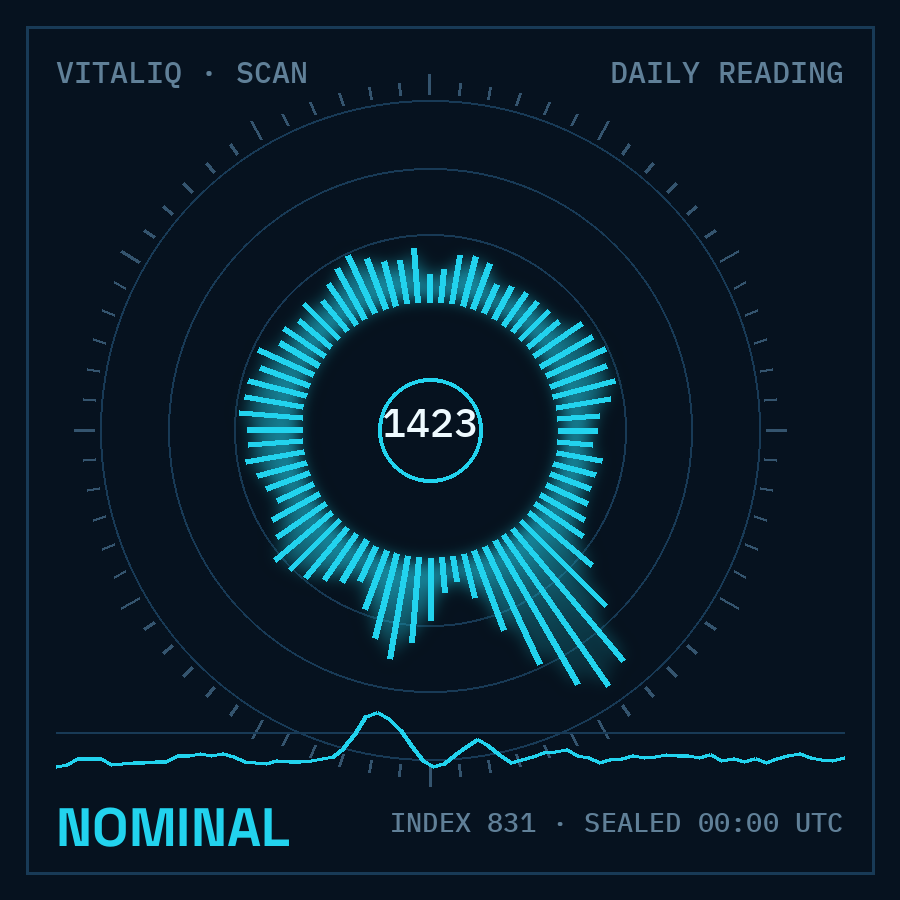 VITALIQ · SCAN
DAILY READING
1423
NOMINAL
INDEX 831 · SEALED 00:00 UTC